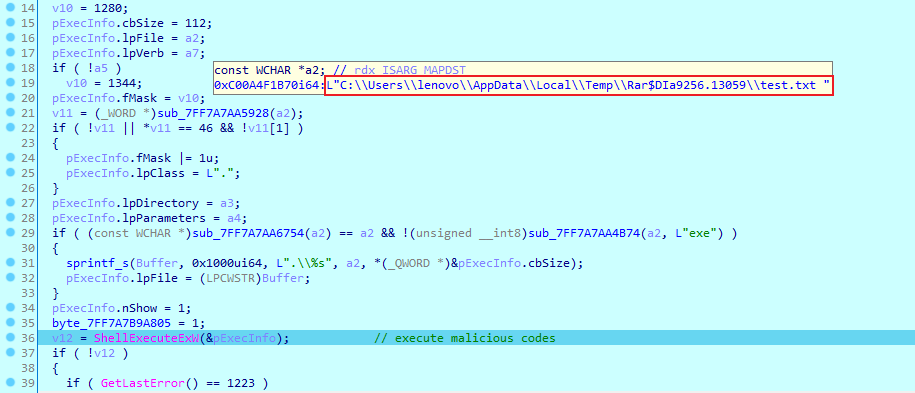 14 v10 = 1280;
15 pExecInfo.cbSize = 112;
16 pExecInfo.lpFile = a2;
17 pExecInfo.lpVerb = a7;
18 if ( !a5 )
const WCHAR *a2; // rdx ISARG MAPDST
19 v10 = 1344;
0xC00A4F1B70i64:L"C:\\Users\\lenovo\\AppData\\Local\\Temp\\Rar$DIa9256.13059\\test.txt "
20 pExecInfo.fMask = v10;
21 v11 = (_WORD *)sub_7FF7A7AA5928(a2);
22 if ( !v11 || *v11 == 46 && !v11[1] )
23 {
24 pExecInfo.fMask |= 1u;
25 pExecInfo.lpClass = L".";
26 }
27 pExecInfo.lpDirectory = a3;
28 pExecInfo.lpParameters = a4;
29 if ( (const WCHAR *)sub_7FF7A7AA6754(a2) == a2 && !(unsigned __int8)sub_7FF7A7AA4B74(a2, L"exe") )
30 {
31 sprintf_s(Buffer, 0x1000ui64, L".\\%s", a2, *(_QWORD *)&pExecInfo.cbSize);
32 pExecInfo.lpFile = (LPCWSTR)Buffer;
33 }
34 pExecInfo.nShow = 1;
35 byte_7FF7A7B9A805 = 1;
36 v12 = ShellExecuteExW(&pExecInfo); // execute malicious codes
37 if ( !v12 )
38 {
39 if ( GetLastError() == 1223 )